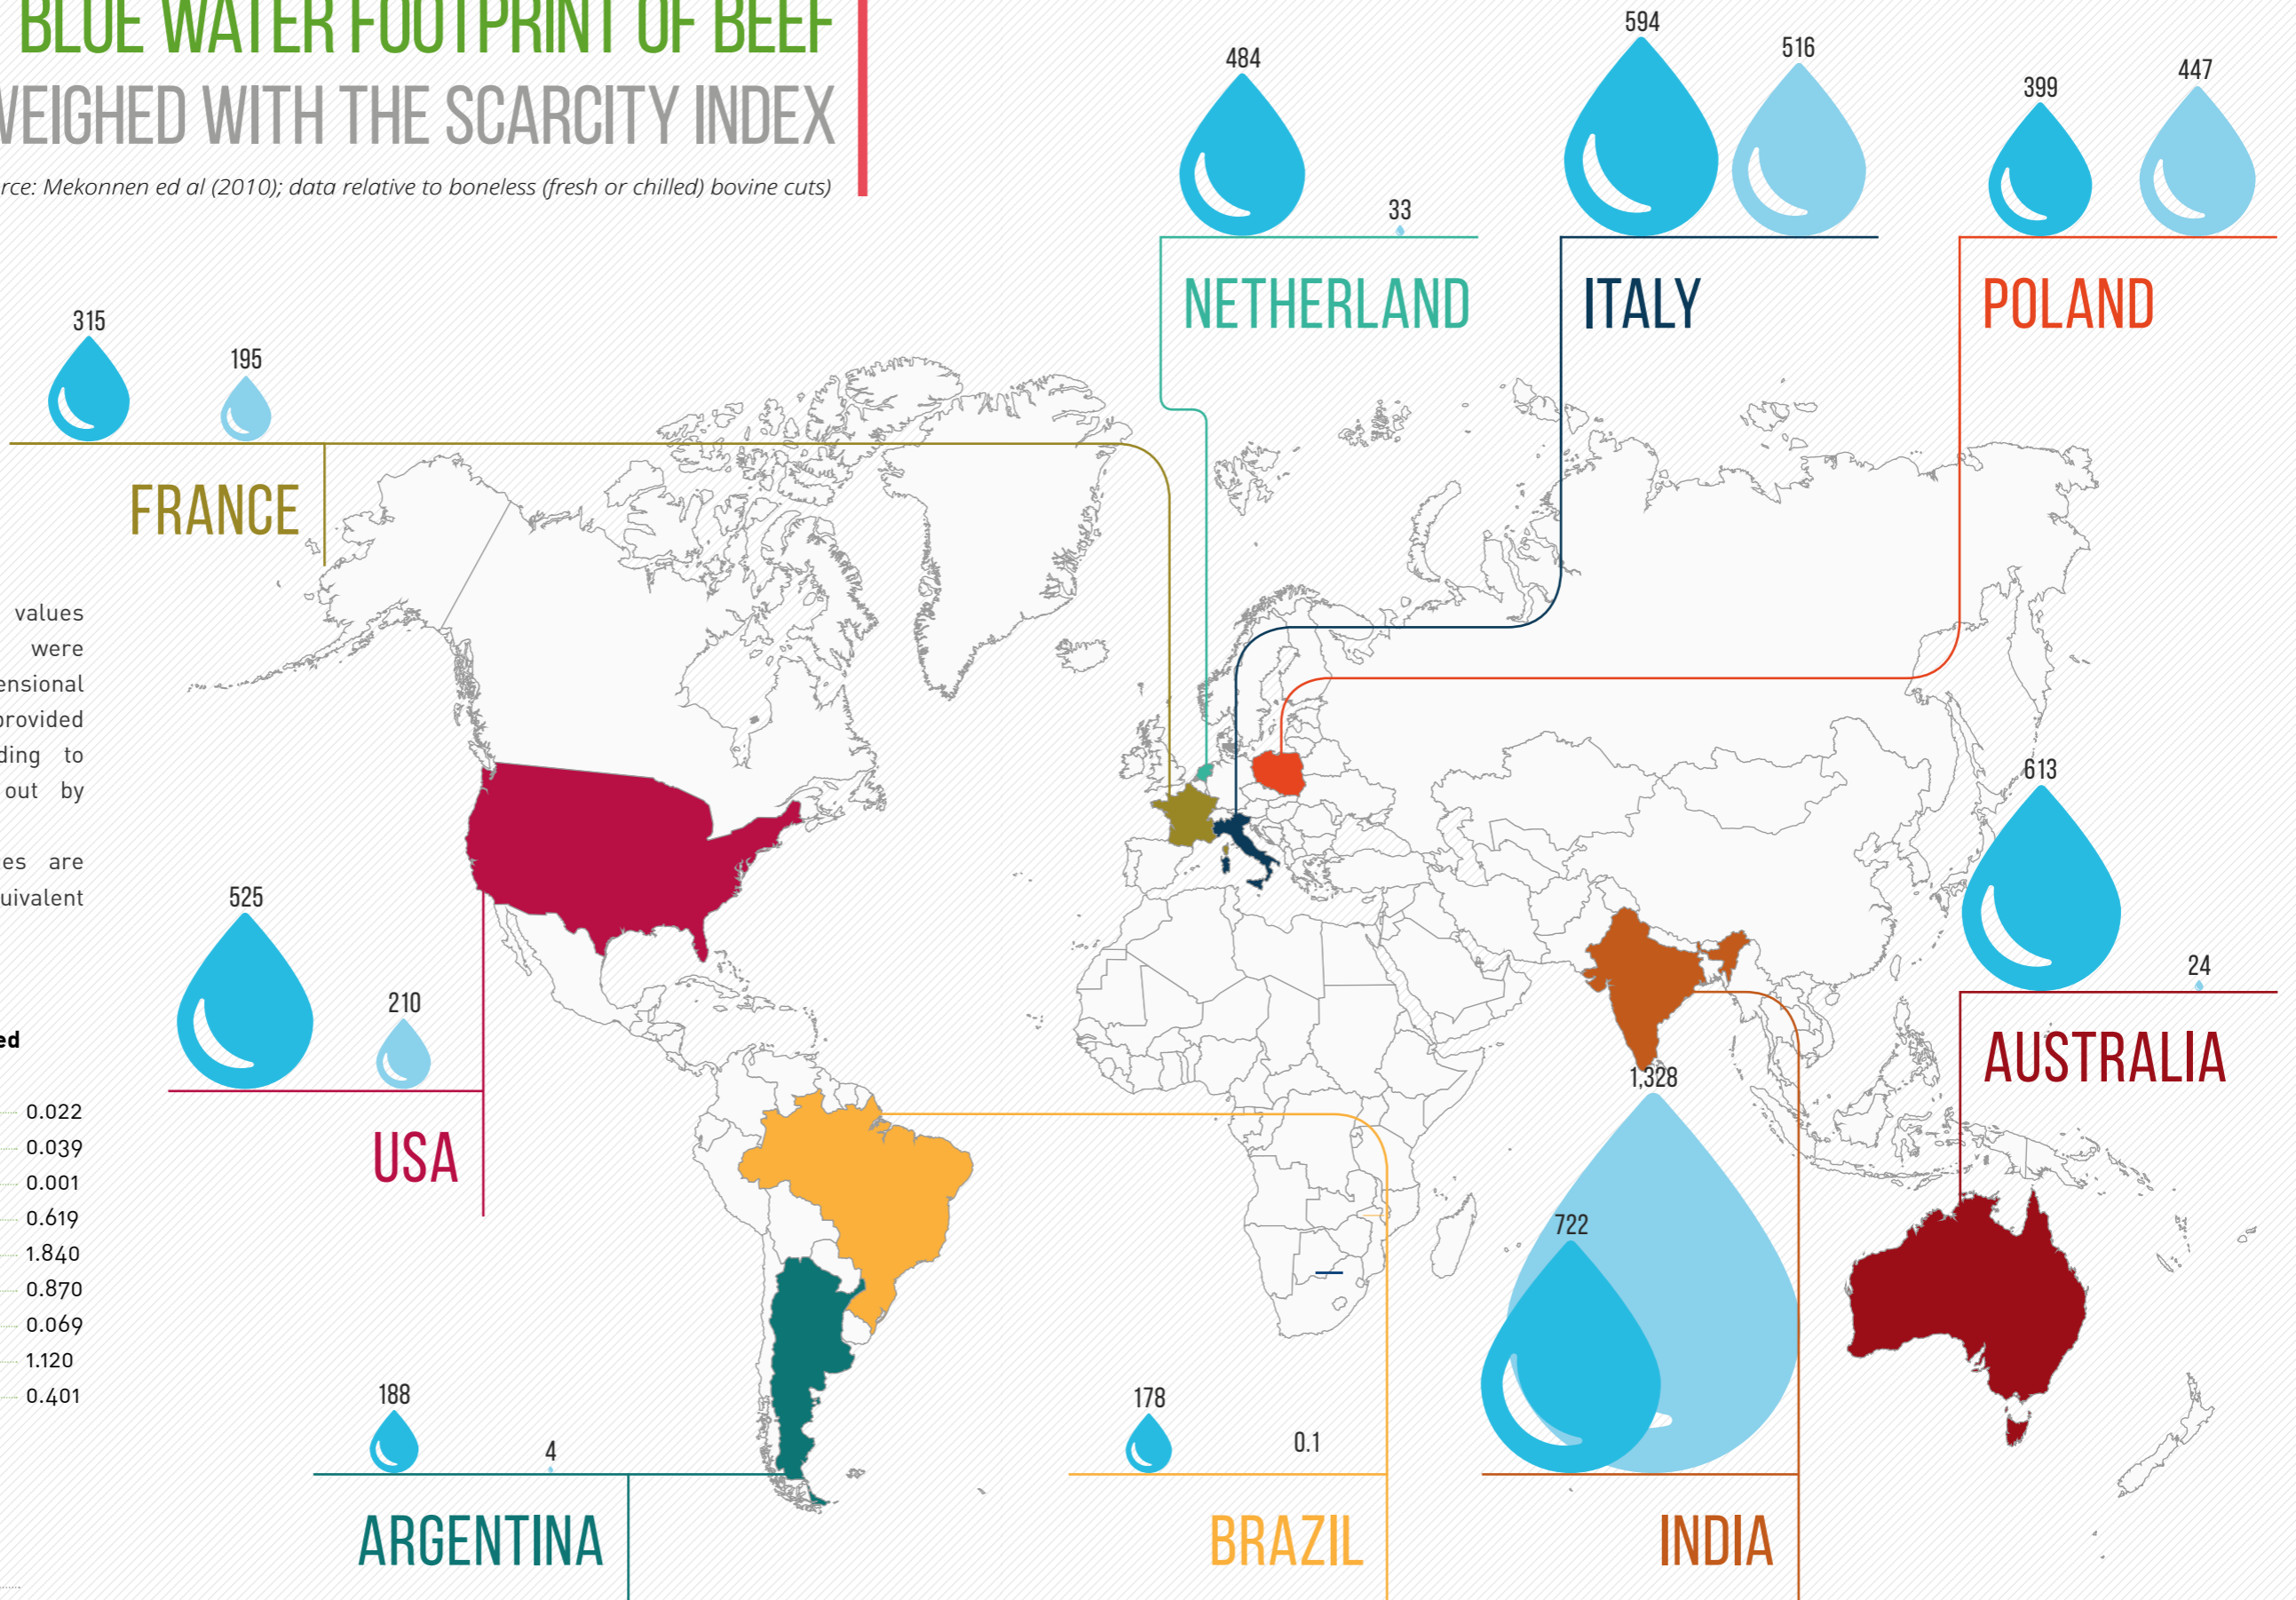 BLUE WATER FOOTPRINT OF BEEF
WEIGHED WITH THE SCARCITY INDEX
rce: Mekonnen ed al (2010); data relative to boneless (fresh or chilled) bovine cuts)
484
33
NETHERLAND
594
516
ITALY
399
447
POLAND
315
195
FRANCE
values
were
ensional
provided
ding to
out by
es are
uivalent
525
210
USA
613
24
AUSTRALIA
ed
0.022
0.039
0.001
0.619
1.840
0.870
0.069
1.120
0.401
188
4
ARGENTINA
178
0.1
BRAZIL
1,328
722
INDIA